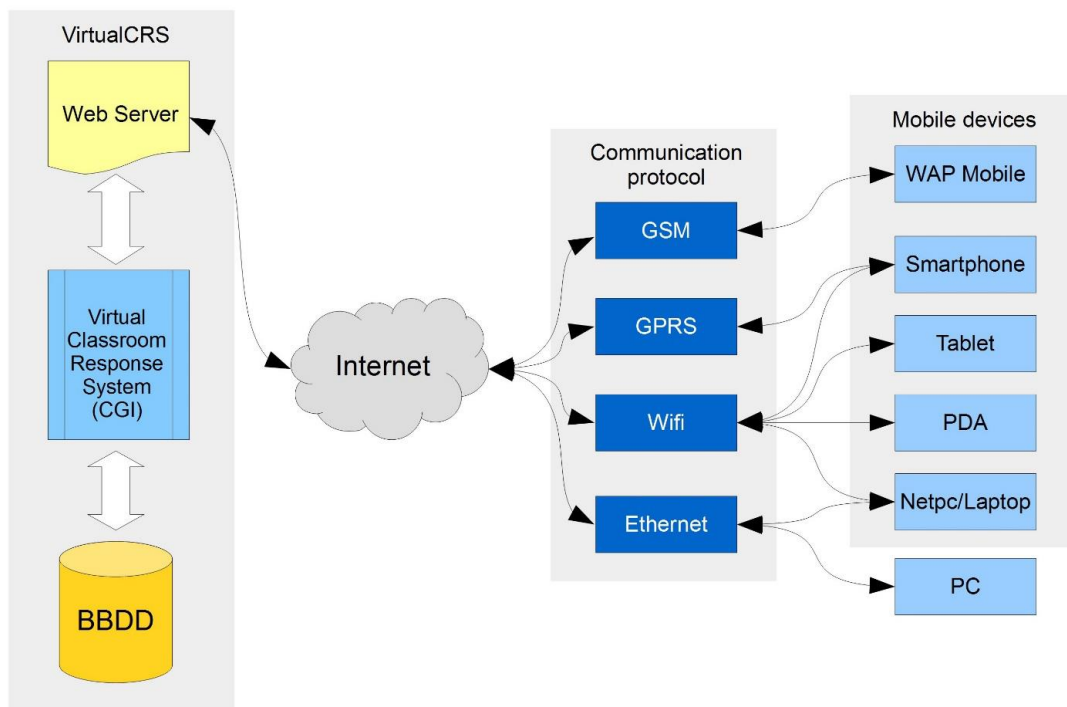 VirtualCRS
Web Server
Virtual
Classroom
Response
System
(CGI)
BBDD
Internet
Communication
protocol
GSM
GPRS
Wifi
Ethernet
Mobile devices
WAP Mobile
Smartphone
Tablet
PDA
Netpc/Laptop
PC